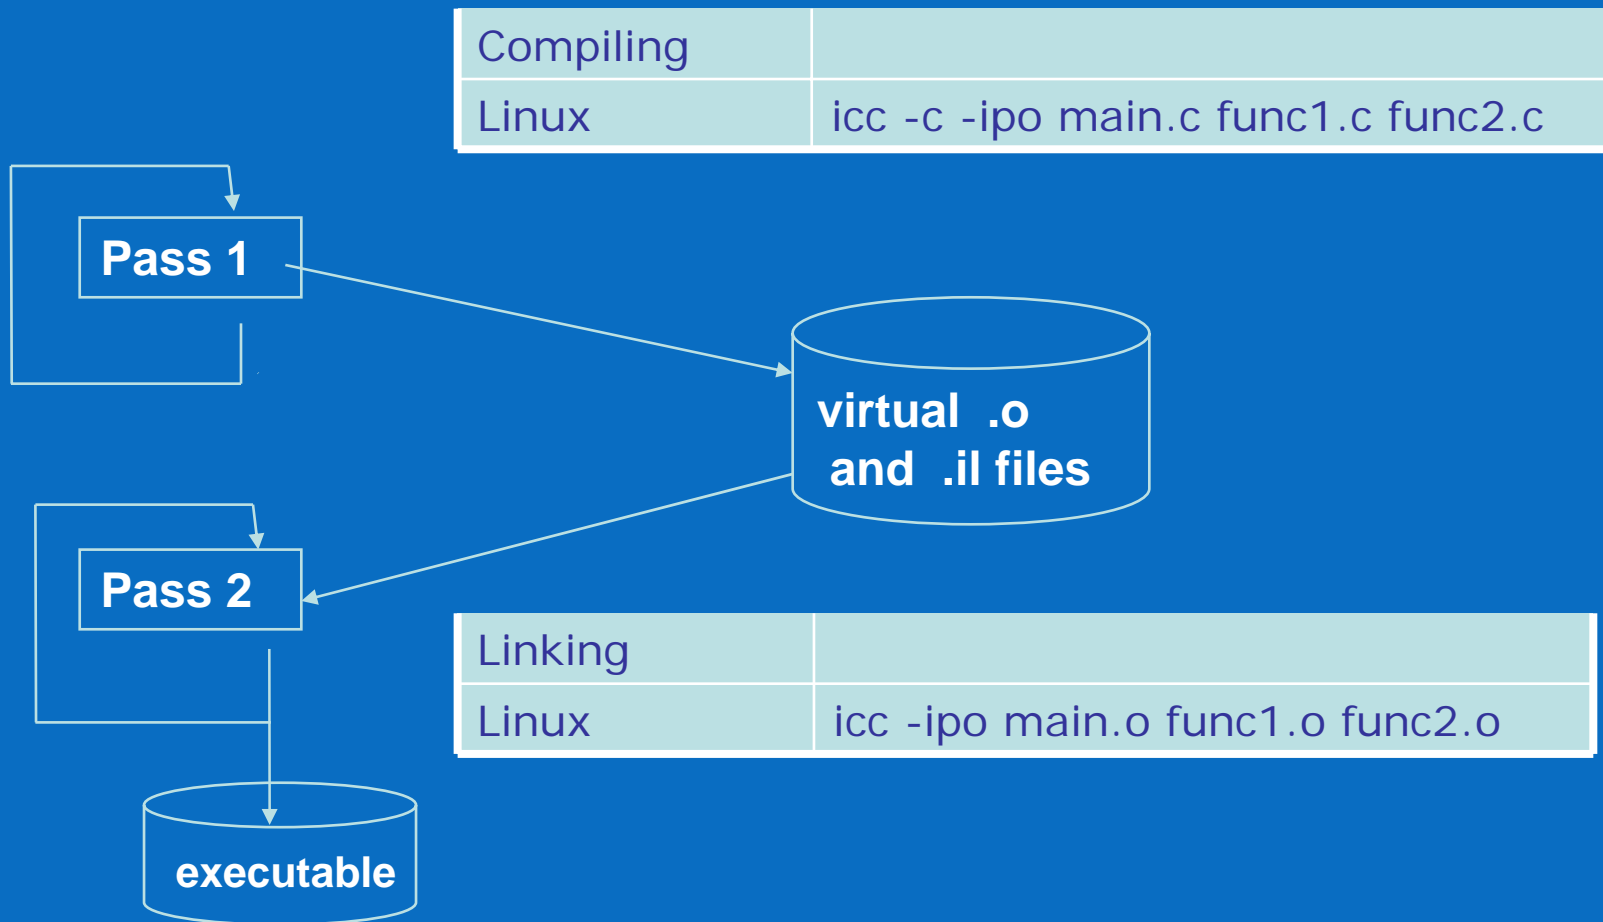 Compiling
Linux icc -c -ipo main.c func1.c func2.c
Pass 1
virtual .o
and .il files
Pass 2
Linking
Linux icc -ipo main.o func1.o func2.o
executable